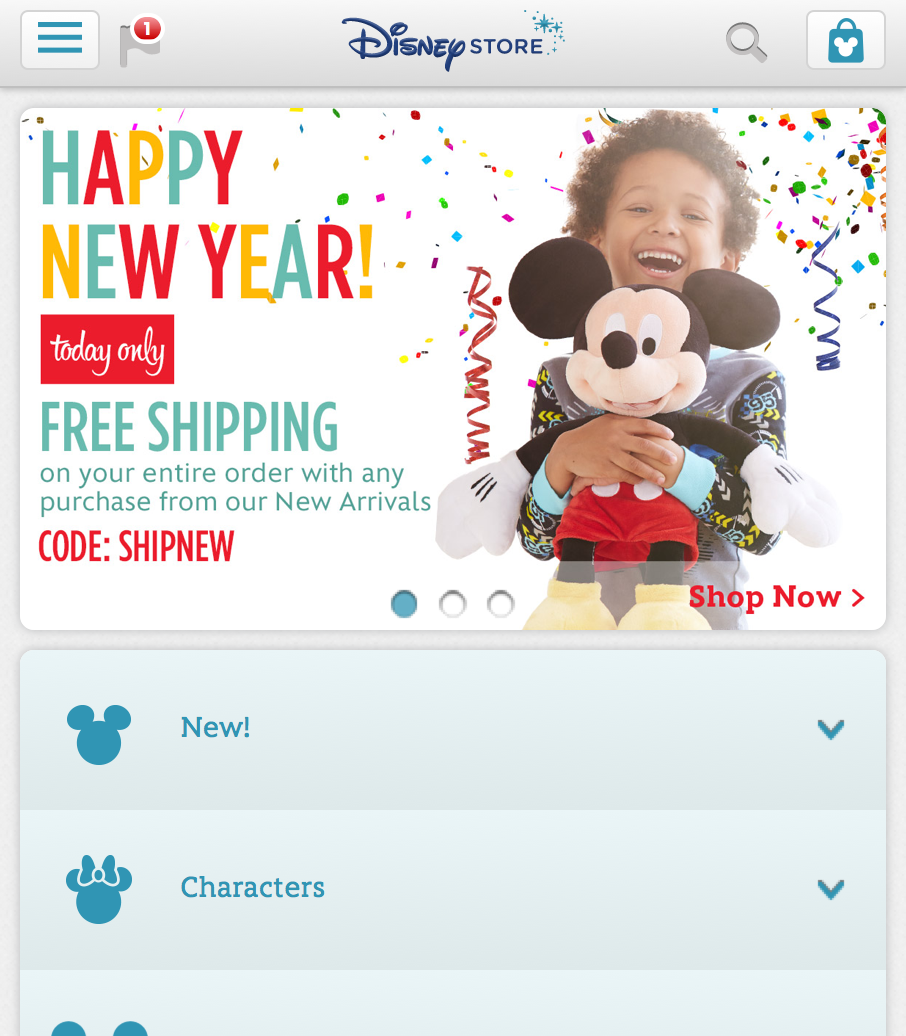 1
Disney STORE
HAPPY
NEW YEAR!
today only
FREE SHIPPING
on your entire order with any
purchase from our New Arrivals
CODE: SHIPNEW
Shop Now >
New!
Characters